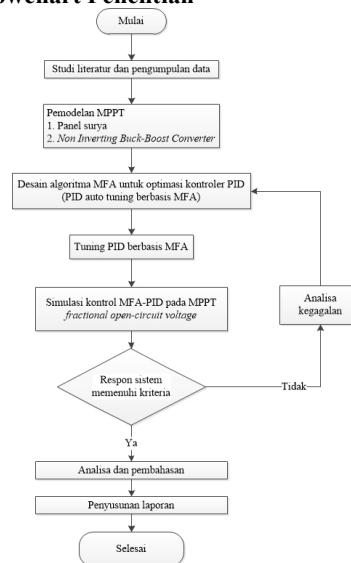 Flowchart Penelitian
Mulai
Studi literatur dan pengumpulan data
Pemodelan MPPT
1. Panel surya
2. Non Inverting Buck-Boost Converter
Desain algoritma MFA untuk optimasi kontroler PID
(PID auto tuning berbasis MFA)
Tuning PID berbasis MFA
Simulasi kontrol MFA-PID pada MPPT
fractional open-circuit voltage
Analisa
kegagalan
Respon sistem
memenuhi kriteria
Tidak
Ya
Analisa dan pembahasan
Penyusunan laporan
Selesai